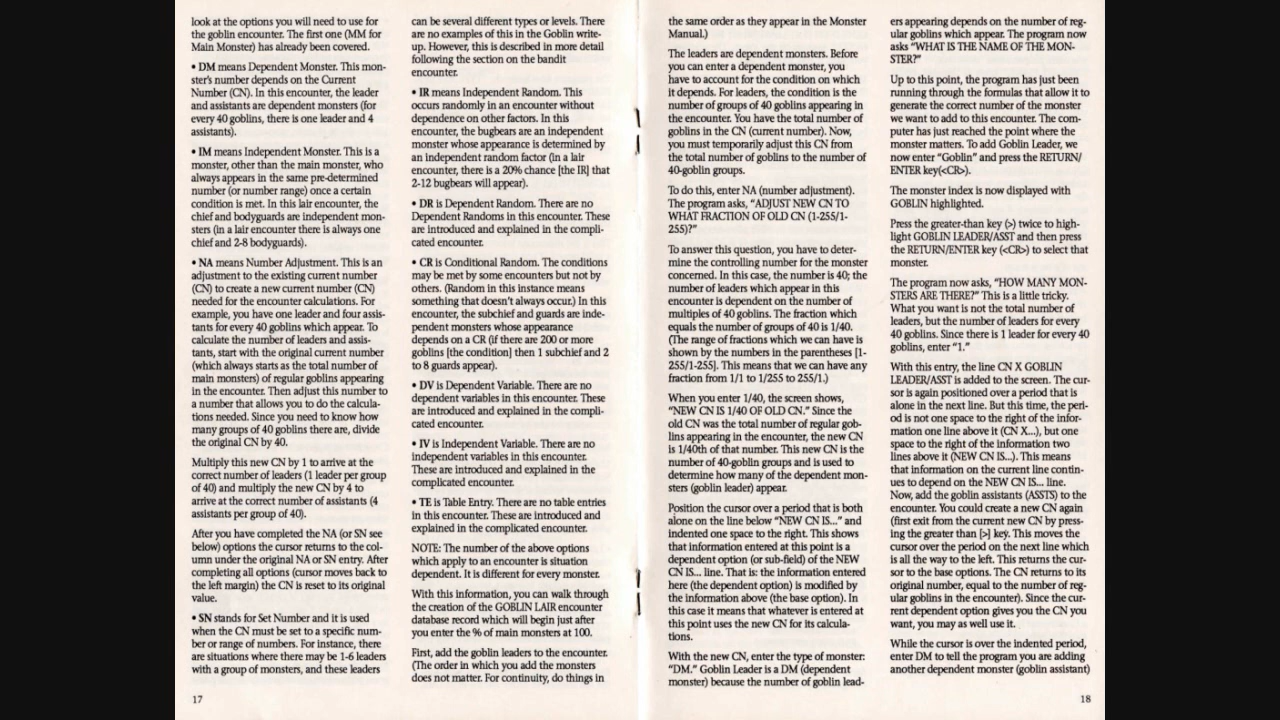 look at the options you will need to use for
the goblin encounter. The first one (MM for
Main Monster) has already been covered.
• DM means Dependent Monster. This mon-
ster's number depends on the Current
Number (CN). In this encounter, the leader
and assistants are dependent monsters (for
every 40 goblins, there is one leader and 4
assistants).
• IM means Independent Monster. This is a
monster, other than the main monster, who
always appears in the same pre-determined
number (or number range) once a certain
condition is met. In this lair encounter, the
chief and bodyguards are independent mon-
sters (in a lair encounter there is always one
chief and 2-8 bodyguards).
• NA means Number Adjustment. This is an
adjustment to the existing current number
(CN) to create a new current number (CN)
needed for the encounter calculations. For
example, you have one leader and four assis-
tants for every 40 goblins which appear. To
calculate the number of leaders and assis-
tants, start with the original current number
(which always starts as the total number of
main monsters) of regular goblins appearing
in the encounter. Then adjust this number to
a number that allows you to do the calcula-
tions needed. Since you need to know how
many groups of 40 goblins there are, divide
the original CN by 40.
Multiply this new CN by 1 to arrive at the
correct number of leaders (1 leader per group
of 40) and multiply the new CN by 4 to
arrive at the correct number of assistants (4
assistants per group of 40).
After you have completed the NA (or SN see
below) options the cursor returns to the col-
umn under the original NA or SN entry. After
completing all options (cursor moves back to
the left margin) the CN is reset to its original
value.
• SN stands for Set Number and it is used
when the CN must be set to a specific num-
ber or range of numbers. For instance, there
are situations where there may be 1-6 leaders
with a group of monsters, and these leaders
17
can be several different types or levels. There
are no examples of this in the Goblin write-
up. However, this is described in more detail
following the section on the bandit
encounter.
• IR means Independent Random. This
occurs randomly in an encounter without
dependence on other factors. In this
encounter, the bugbears are an independent
monster whose appearance is determined by
an independent random factor (in a lair
encounter, there is a 20% chance [the IR] that
2-12 bugbears will appear).
• DR is Dependent Random. There are no
Dependent Randoms in this encounter. These
are introduced and explained in the compli-
cated encounter.
• CR is Conditional Random. The conditions
may be met by some encounters but not by
others. (Random in this instance means
something that doesn't always occur.) In this
encounter, the subchief and guards are inde-
pendent monsters whose appearance
depends on a CR (if there are 200 or more
goblins [the condition] then 1 subchief and 2
to 8 guards appear).
• DV is Dependent Variable. There are no
dependent variables in this encounter. These
are introduced and explained in the compli-
cated encounter.
• IV is Independent Variable. There are no
independent variables in this encounter.
These are introduced and explained in the
complicated encounter.
• TE is Table Entry. There are no table entries
in this encounter. These are introduced and
explained in the complicated encounter.
NOTE: The number of the above options
which apply to an encounter is situation
dependent. It is different for every monster.
With this information, you can walk through
the creation of the GOBLIN LAIR encounter
database record which will begin just after
you enter the % of main monsters at 100.
First, add the goblin leaders to the encounter.
(The order in which you add the monsters
does not matter. For continuity, do things in
the same order as they appear in the Monster
Manual.)
The leaders are dependent monsters. Before
you can enter a dependent monster, you
have to account for the condition on which
it depends. For leaders, the condition is the
number of groups of 40 goblins appearing in
the encounter. You have the total number of
goblins in the CN (current number). Now,
you must temporarily adjust this CN from
the total number of goblins to the number of
40-goblin groups.
To do this, enter NA (number adjustment).
The program asks, "ADJUST NEW CN TO
WHAT FRACTION OF OLD CN (1-255/1-
255)?"
To answer this question, you have to deter-
mine the controlling number for the monster
concerned. In this case, the number is 40; the
number of leaders which appear in this
encounter is dependent on the number of
multiples of 40 goblins. The fraction which
equals the number of groups of 40 is 1/40.
(The range of fractions which we can have is
shown by the numbers in the parentheses [1-
255/1-255]. This means that we can have any
fraction from 1/1 to 1/255 to 255/1.)
When you enter 1/40, the screen shows,
"NEW CN IS 1/40 OF OLD CN." Since the
old CN was the total number of regular gob-
lins appearing in the encounter, the new CN
is 1/40th of that number. This new CN is the
number of 40-goblin groups and is used to
determine how many of the dependent mon-
sters (goblin leader) appear.
Position the cursor over a period that is both
alone on the line below "NEW CN IS..." and
indented one space to the right. This shows
that information entered at this point is a
dependent option (or sub-field) of the NEW
CN IS... line. That is: the information entered
here (the dependent option) is modified by
the information above (the base option). In
this case it means that whatever is entered at
this point uses the new CN for its calcula-
tions.
With the new CN, enter the type of monster:
"DM." Goblin Leader is a DM (dependent
monster) because the number of goblin lead-
ers appearing depends on the number of reg-
ular goblins which appear. The program now
asks "WHAT IS THE NAME OF THE MON-
STER?"
Up to this point, the program has just been
running through the formulas that allow it to
generate the correct number of the monster
we want to add to this encounter. The com-
puter has just reached the point where the
monster matters. To add Goblin Leader, we
now enter "Goblin" and press the RETURN/
ENTER key(<CR>).
The monster index is now displayed with
GOBLIN highlighted.
Press the greater-than key (>) twice to high-
light GOBLIN LEADER/ASST and then press
the RETURN/ENTER key (<CR>) to select that
monster.
The program now asks, "HOW MANY MON-
STERS ARE THERE?" This is a little tricky.
What you want is not the total number of
leaders, but the number of leaders for every
40 goblins. Since there is 1 leader for every 40
goblins, enter "1."
With this entry, the line CN X GOBLIN
LEADER/ASST is added to the screen. The cur-
sor is again positioned over a period that is
alone in the next line. But this time, the peri-
od is not one space to the right of the infor-
mation one line above it (CN X...), but one
space to the right of the information two
lines above it (NEW CN IS...). This means
that information on the current line contin-
ues to depend on the NEW CN IS... line.
Now, add the goblin assistants (ASSTS) to the
encounter. You could create a new CN again
(first exit from the current new CN by press-
ing the greater than [>] key. This moves the
cursor over the period on the next line which
is all the way to the left. This returns the cur-
sor to the base options. The CN returns to its
original number, equal to the number of reg-
ular goblins in the encounter). Since the cur-
rent dependent option gives you the CN you
want, you may as well use it.
While the cursor is over the indented period,
enter DM to tell the program you are adding
another dependent monster (goblin assistant)
18